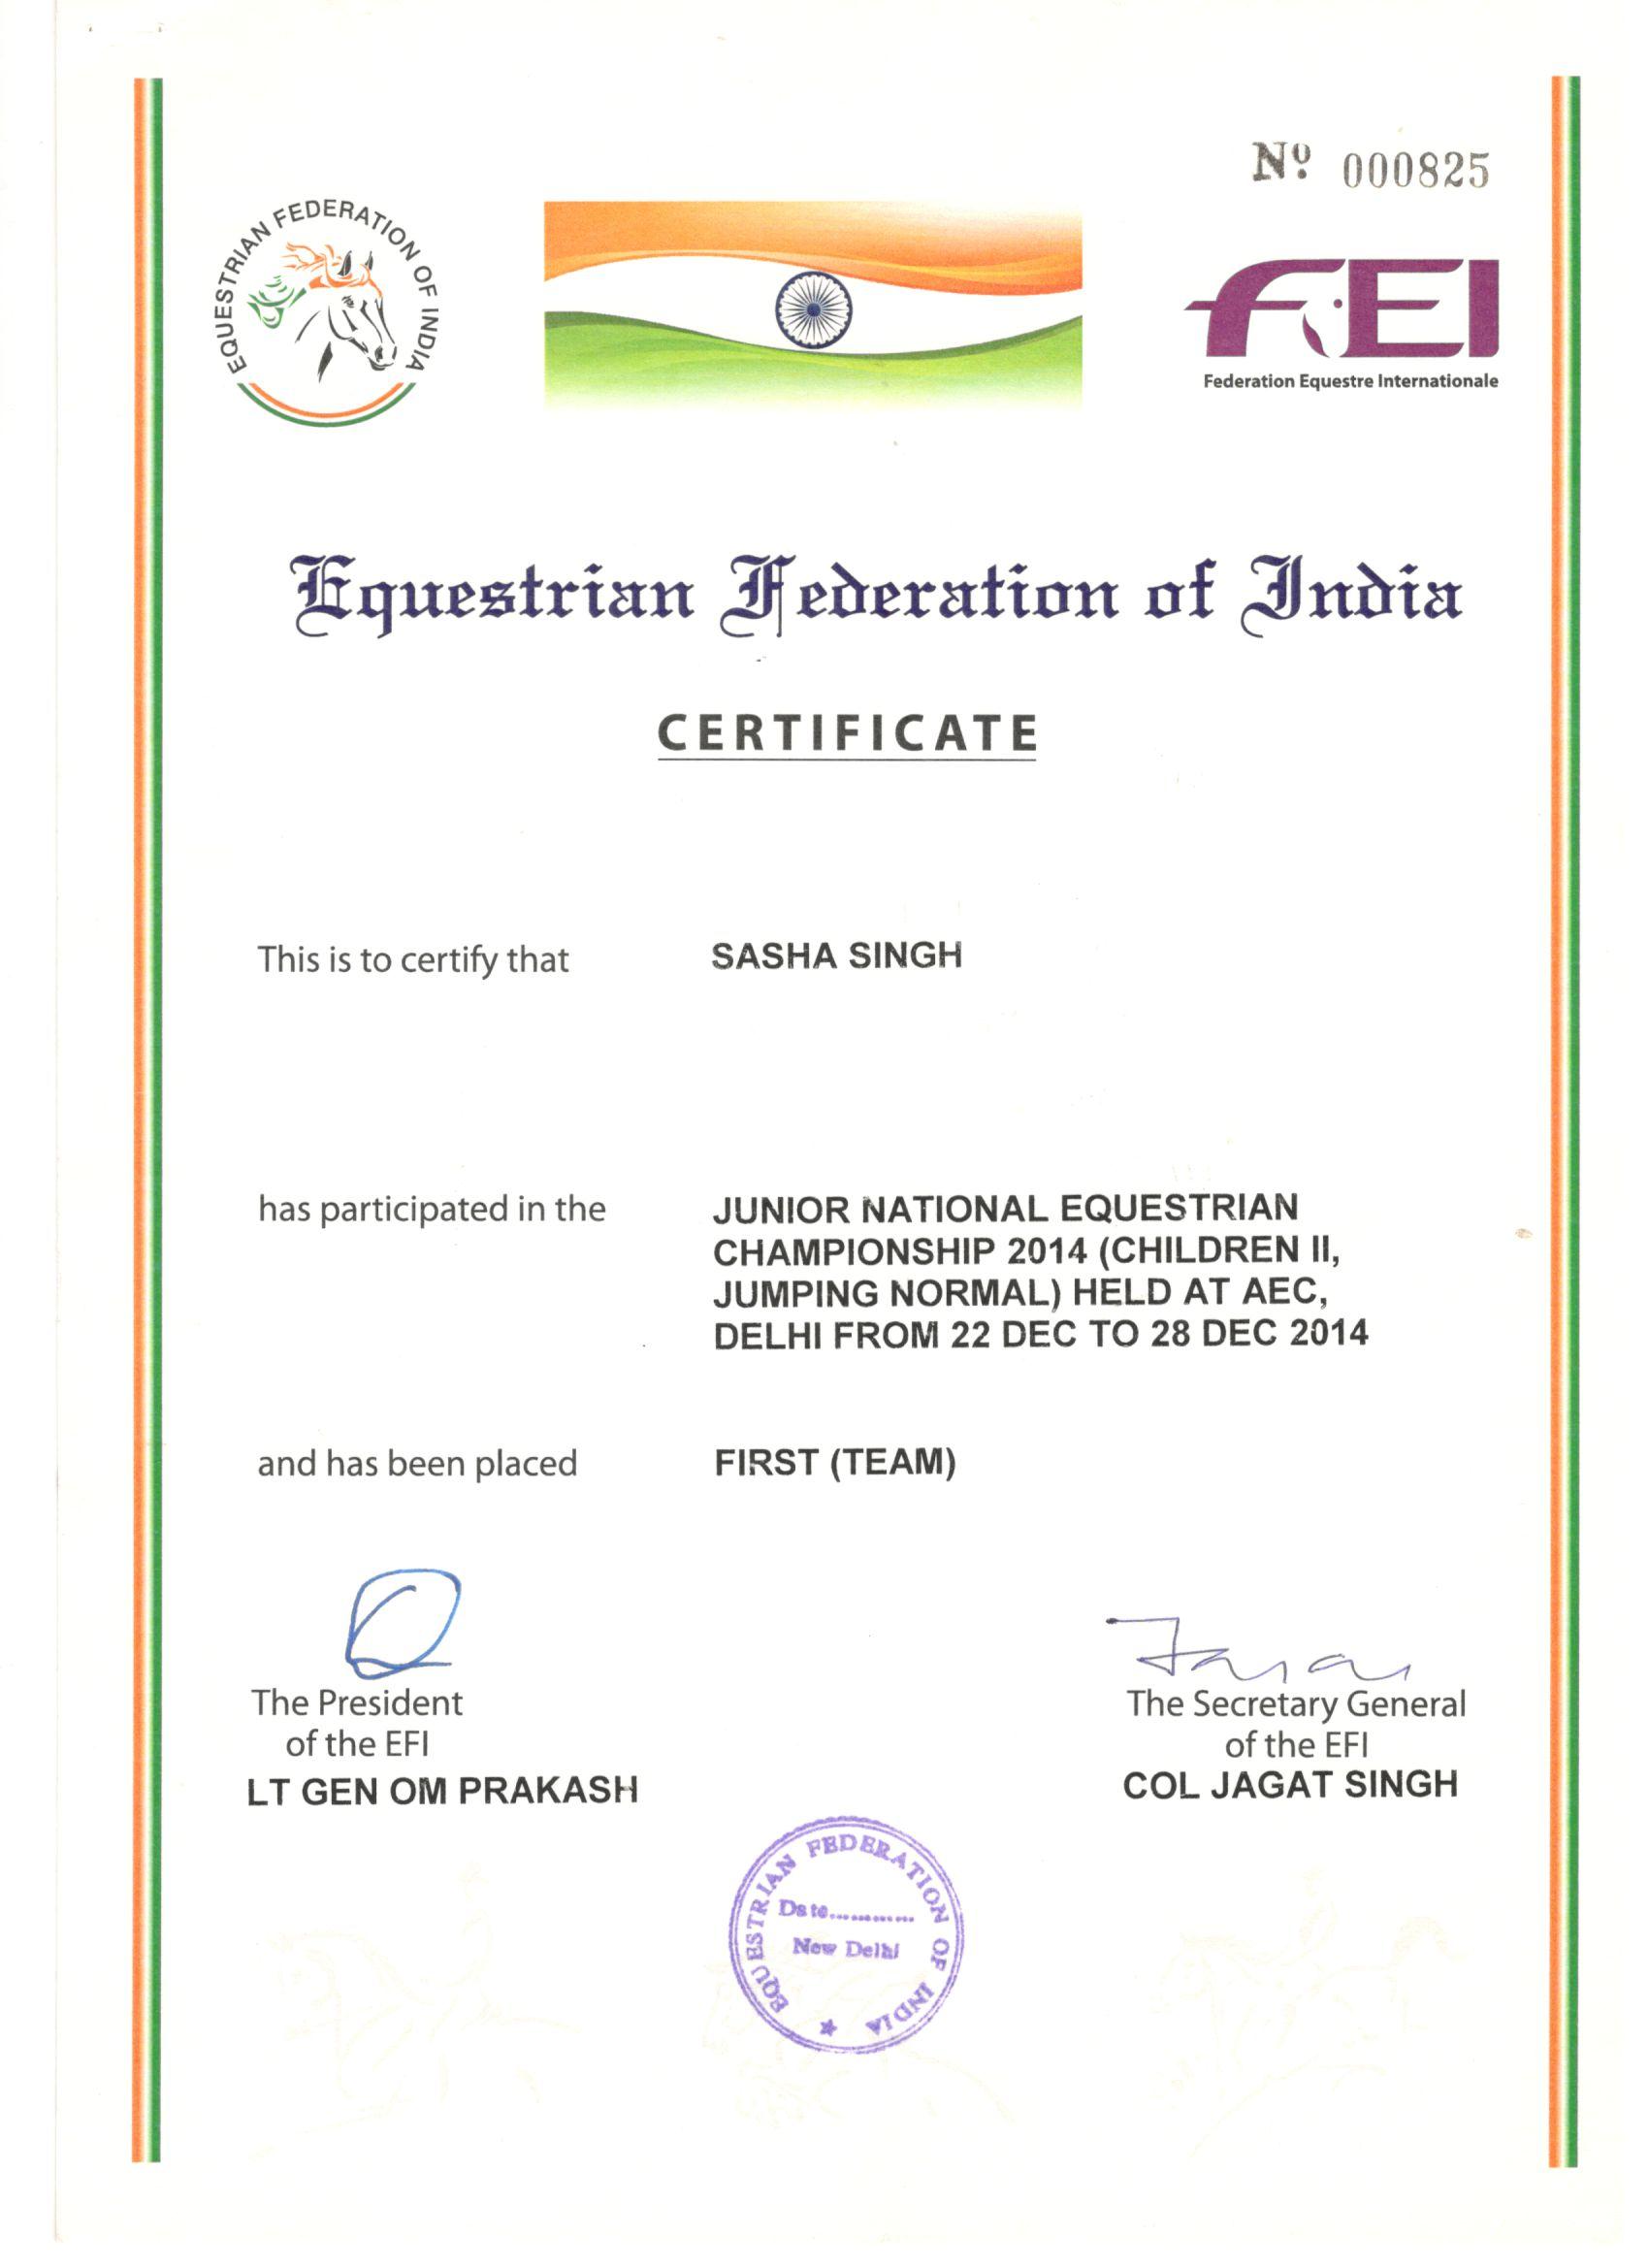 Nº 000825
EQUESTRIAN FEDERATION OF INDIA
FEI
Federation Equestre Internationale
Equestrian Federation of India
CERTIFICATE
This is to certify that SASHA SINGH
has participated in the JUNIOR NATIONAL EQUESTRIAN
CHAMPIONSHIP 2014 (CHILDREN II,
JUMPING NORMAL) HELD AT AEC,
DELHI FROM 22 DEC TO 28 DEC 2014
and has been placed FIRST (TEAM)
The President The Secretary General
of the EFI of the EFI
LT GEN OM PRAKASH COL JAGAT SINGH
EQUESTRIAN FEDERATION OF INDIA
Date............
New Delhi